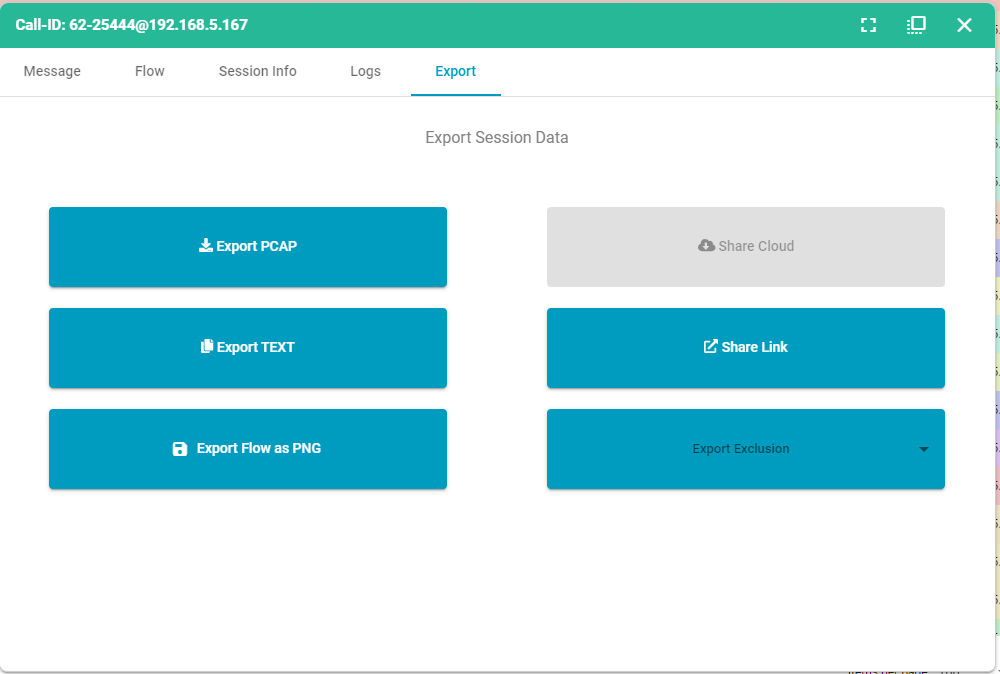 Call-ID: 62-25444@192.168.5.167
Message Flow Session Info Logs Export
Export Session Data
Export PCAP
Share Cloud
Export TEXT
Share Link
Export Flow as PNG
Export Exclusion